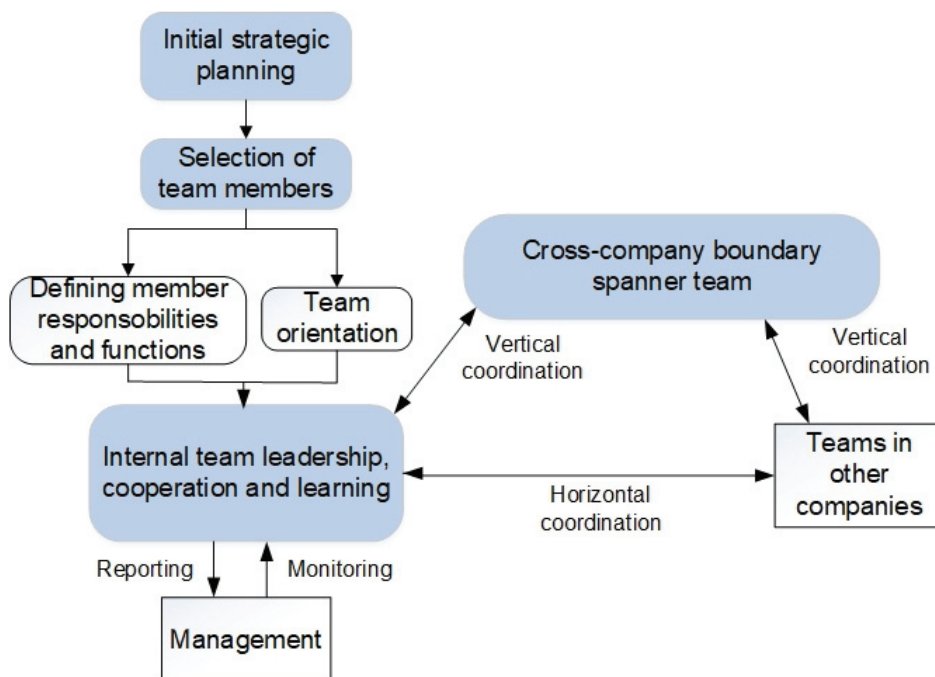 Initial strategic
planning
Selection of
team members
Defining member
responsobilities
and functions
Team
orientation
Cross-company boundary
spanner team
Vertical
coordination
Vertical
coordination
Internal team leadership,
cooperation and learning
Teams in
other
companies
Horizontal
coordination
Reporting
Monitoring
Management